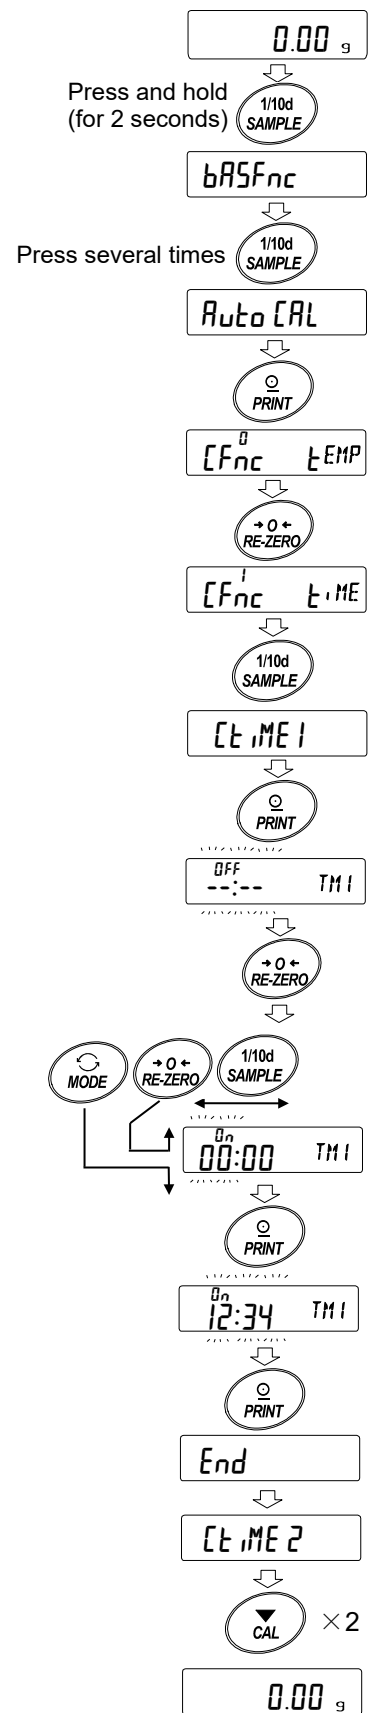 0.00 g
Press and hold
(for 2 seconds)
1/10d
SAMPLE
bASFnc
Press several times
1/10d
SAMPLE
Auto CAL
PRINT
0
CFnc tEMP
→0←
RE-ZERO
1
CFnc tiME
1/10d
SAMPLE
CtiME1
PRINT
OFF
--:-- TM1
→0←
RE-ZERO
MODE
→0←
RE-ZERO
1/10d
SAMPLE
On
00:00 TM1
PRINT
On
12:34 TM1
PRINT
End
CtiME2
CAL
×2
0.00 g